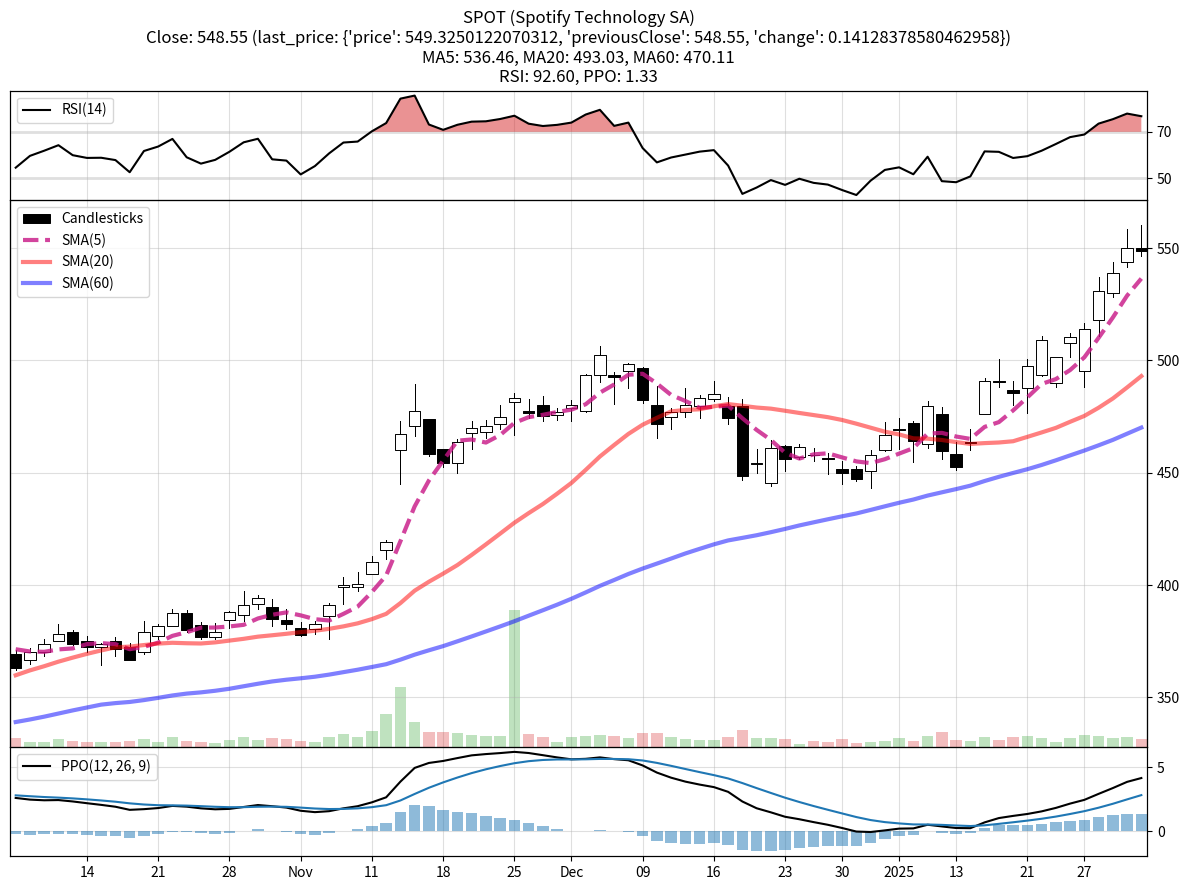 SPOT (Spotify Technology SA)
Close: 548.55 (last_price: {'price': 549.3250122070312, 'previousClose': 548.55, 'change': 0.14128378580462958})
MA5: 536.46, MA20: 493.03, MA60: 470.11
RSI: 92.60, PPO: 1.33
RSI(14)
70
50
Candlesticks
SMA(5)
SMA(20)
SMA(60)
550
500
450
400
350
PPO(12, 26, 9)
5
0
14 21 28 Nov 11 18 25 Dec 09 16 23 30 2025 13 21 27